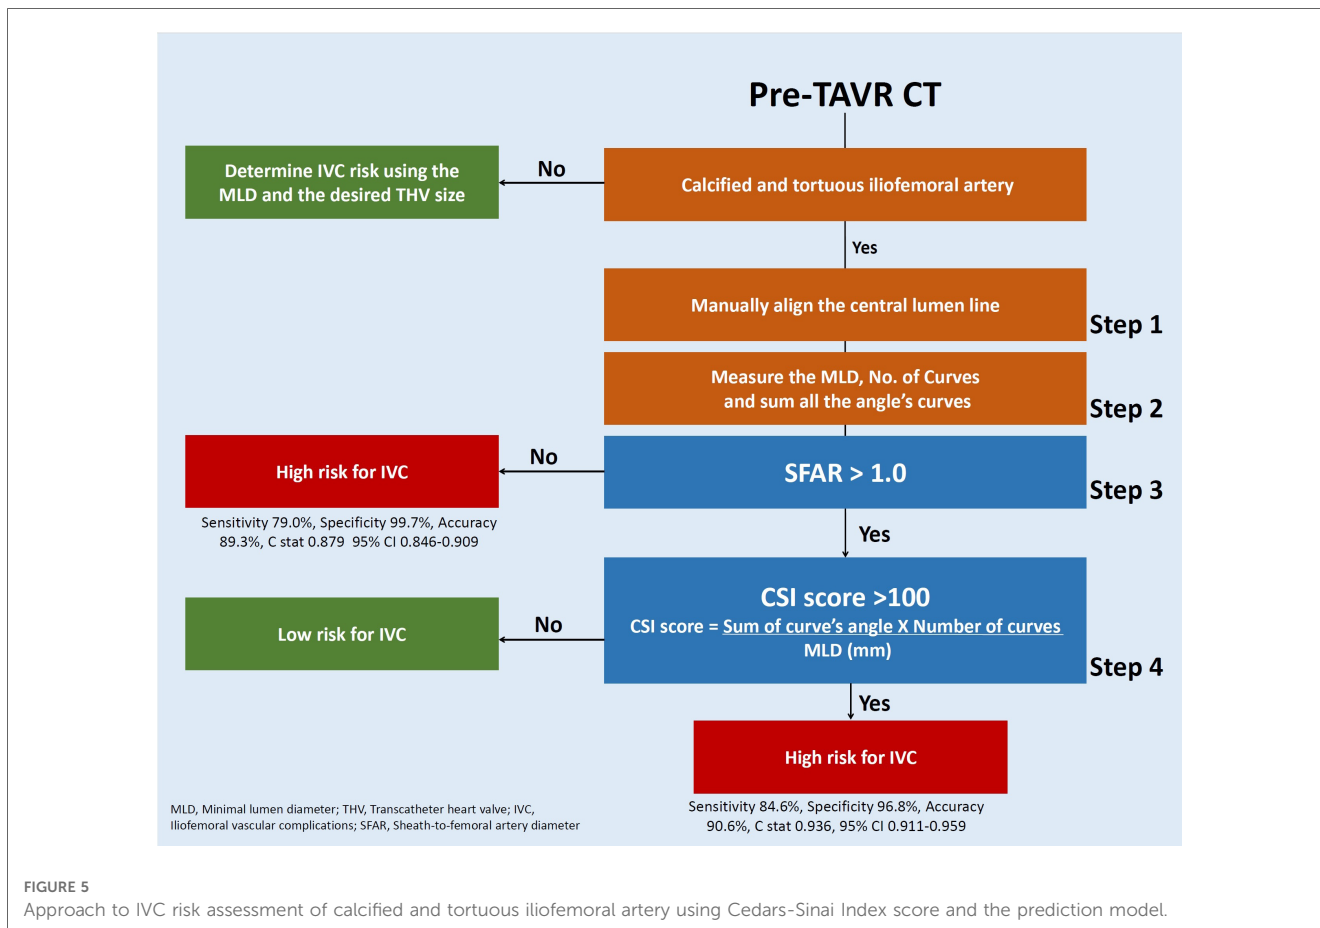 Pre-TAVR CT
Determine IVC risk using the
MLD and the desired THV size
No
Calcified and tortuous iliofemoral artery
Yes
Manually align the central lumen line
Step 1
Measure the MLD, No. of Curves
and sum all the angle's curves
Step 2
High risk for IVC
No
SFAR > 1.0
Step 3
Sensitivity 79.0%, Specificity 99.7%, Accuracy
89.3%, C stat 0.879 95% CI 0.846-0.909
Yes
Low risk for IVC
No
CSI score >100
CSI score = Sum of curve's angle X Number of curves
MLD (mm)
Step 4
Yes
High risk for IVC
Sensitivity 84.6%, Specificity 96.8%, Accuracy
90.6%, C stat 0.936, 95% CI 0.911-0.959
MLD, Minimal lumen diameter; THV, Transcatheter heart valve; IVC,
Iliofemoral vascular complications; SFAR, Sheath-to-femoral artery diameter
FIGURE 5
Approach to IVC risk assessment of calcified and tortuous iliofemoral artery using Cedars-Sinai Index score and the prediction model.